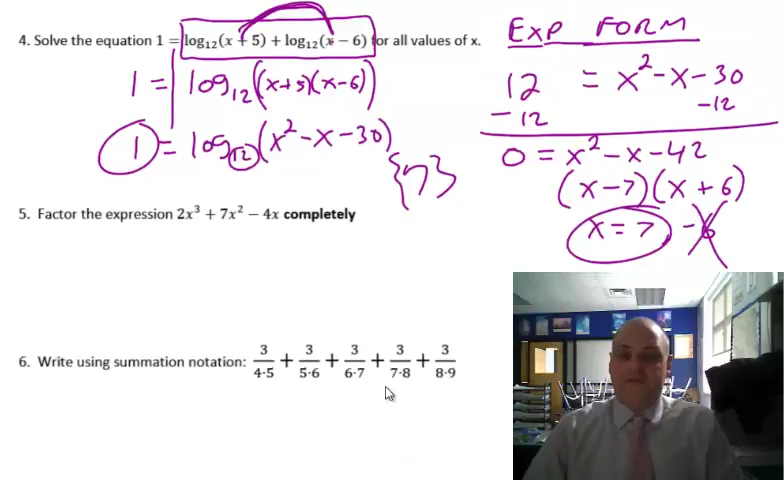 4. Solve the equation 1 = log₁₂(x + 5) + log₁₂(x − 6) for all values of x.
1 = log₁₂((x+5)(x−6))
1 = log₁₂(x² − x − 30)
{7}
EXP FORM
12 = x² − x − 30
−12 −12
0 = x² − x − 42
(x − 7)(x + 6)
x = 7 −6
5. Factor the expression 2x³ + 7x² − 4x completely
6. Write using summation notation: 3/4·5 + 3/5·6 + 3/6·7 + 3/7·8 + 3/8·9